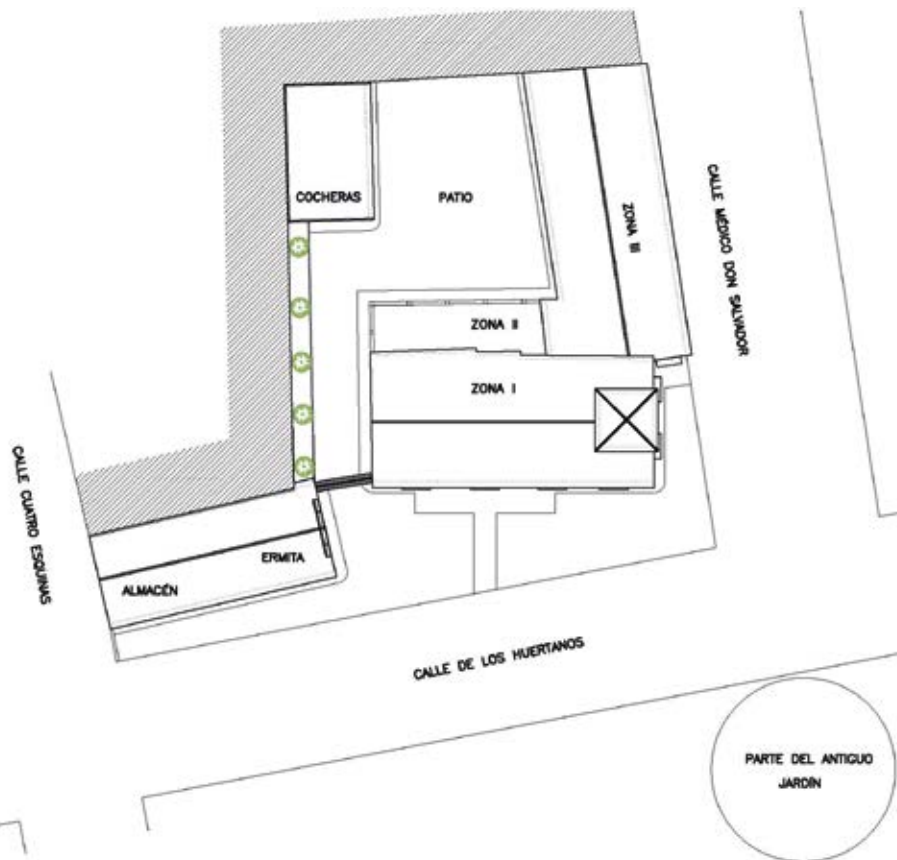 COCHERAS
PATIO
ZONA III
CALLE MÉDICO DON SALVADOR
ZONA II
ZONA I
CALLE CUATRO ESQUINAS
ERMITA
ALMACÉN
CALLE DE LOS HUERTANOS
PARTE DEL ANTIGUO
JARDÍN